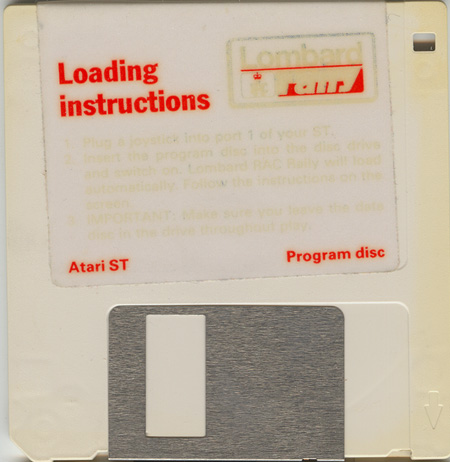 Loading
instructions
Lombard
rally
1. Plug a joystick into port 1 of your ST.
2. Insert the program disc into the disc drive
and switch on. Lombard RAC Rally will load
automatically. Follow the instructions on the
screen.
3. IMPORTANT: Make sure you leave the data
disc in the drive throughout play.
Atari ST
Program disc